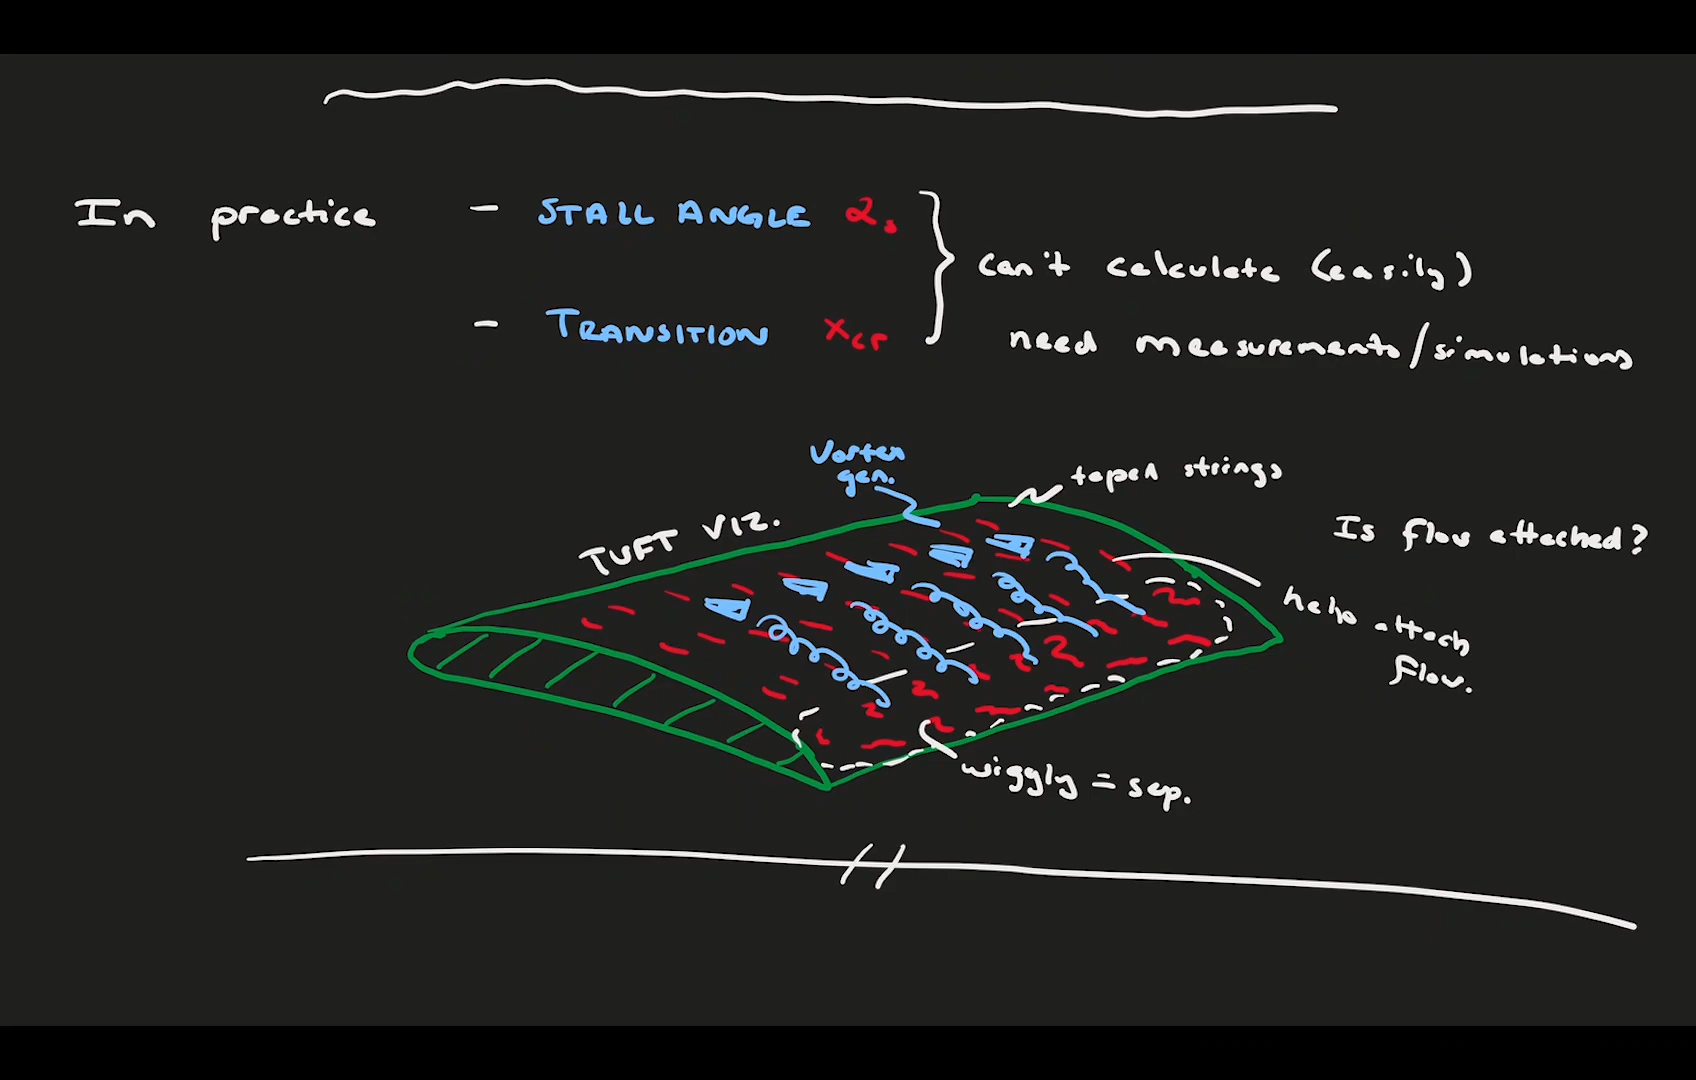 In practice - STALL ANGLE αs
can't calculate (easily)
- TRANSITION xcr
need measurements/simulations
Vortex
gen.
taped strings
TUFT VIZ.
Is flow attached?
help attach
flow.
wiggly = sep.